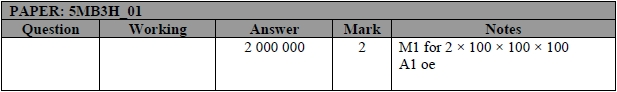 PAPER: 5MB3H_01
Question Working Answer Mark Notes
2 000 000 2 M1 for 2 × 100 × 100 × 100
A1 oe